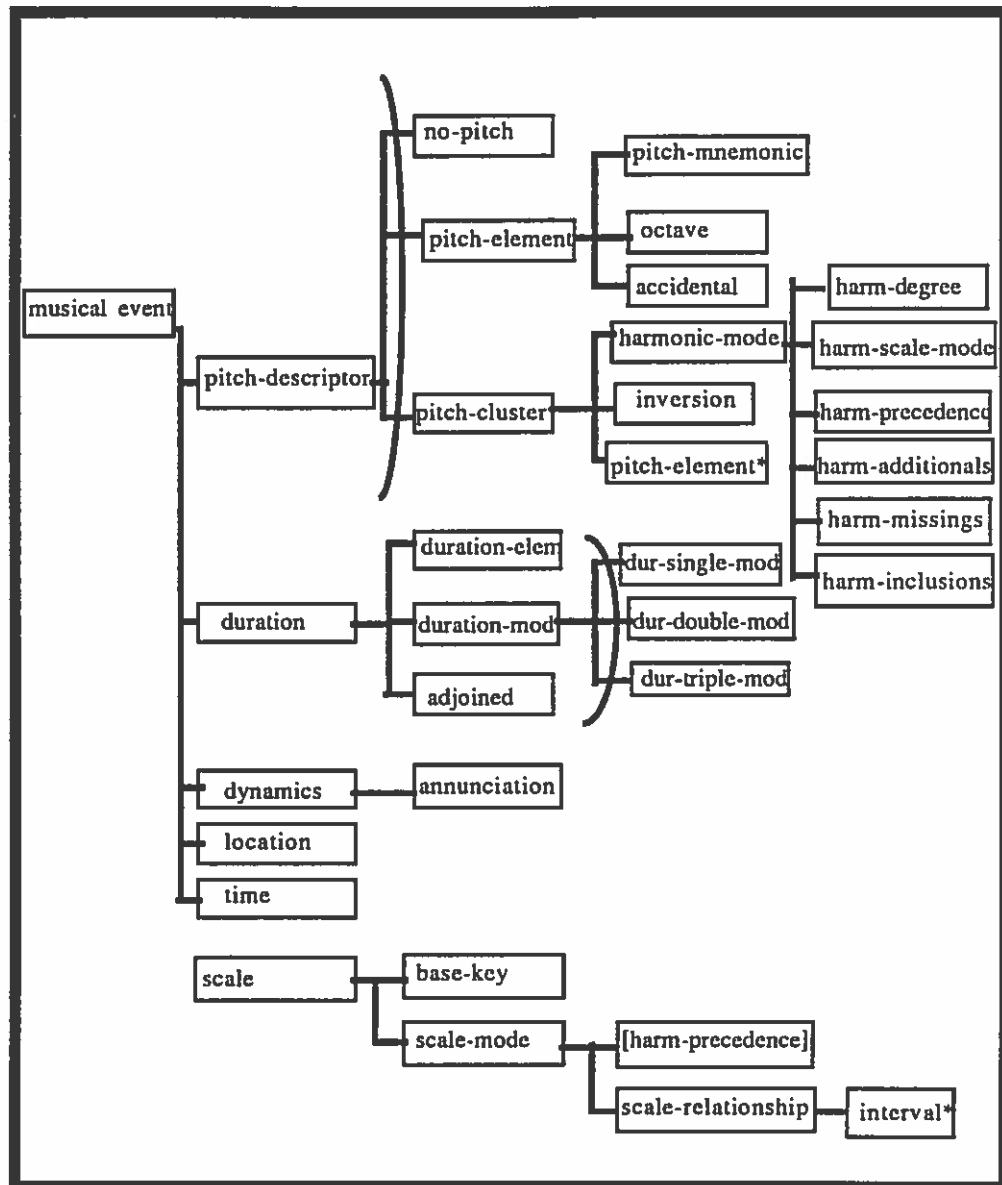 no-pitch
pitch-mnemonic
pitch-element
octave
accidental
harm-degree
musical event
harmonic-mode
harm-scale-mode
pitch-descriptor
pitch-cluster
inversion
harm-precedence
pitch-element*
harm-additionals
harm-missings
duration-elem
dur-single-mod
harm-inclusions
duration
duration-mod
dur-double-mod
adjoined
dur-triple-mod
dynamics
annunciation
location
time
scale
base-key
scale-mode
[harm-precedence]
scale-relationship
interval*